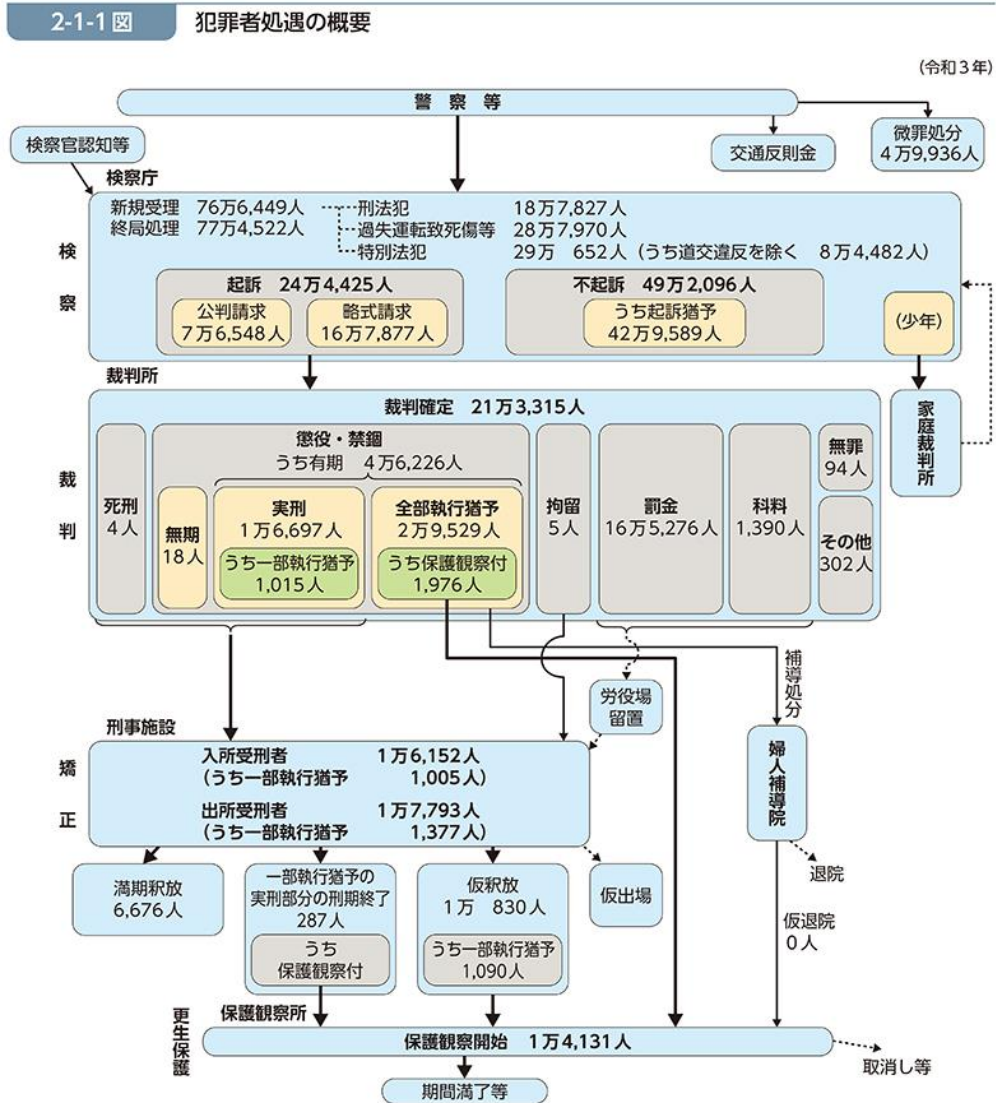 2-1-1図 犯罪者処遇の概要
(令和3年)
警察等
検察官認知等
交通反則金
微罪処分
4万9,936人
検察庁
検察
新規受理 76万6,449人
終局処理 77万4,522人
刑法犯 18万7,827人
過失運転致死傷等 28万7,970人
特別法犯 29万 652人(うち道交違反を除く 8万4,482人)
起訴 24万4,425人
公判請求
7万6,548人
略式請求
16万7,877人
不起訴 49万2,096人
うち起訴猶予
42万9,589人
(少年)
家庭裁判所
裁判所
裁判
裁判確定 21万3,315人
死刑
4人
懲役・禁錮
うち有期 4万6,226人
無期
18人
実刑
1万6,697人
うち一部執行猶予
1,015人
全部執行猶予
2万9,529人
うち保護観察付
1,976人
拘留
5人
罰金
16万5,276人
科料
1,390人
無罪
94人
その他
302人
労役場
留置
補導処分
婦人補導院
退院
仮退院
0人
刑事施設
矯正
入所受刑者 1万6,152人
(うち一部執行猶予 1,005人)
出所受刑者 1万7,793人
(うち一部執行猶予 1,377人)
満期釈放
6,676人
一部執行猶予の
実刑部分の刑期終了
287人
うち
保護観察付
仮釈放
1万 830人
うち一部執行猶予
1,090人
仮出場
更生保護
保護観察所
保護観察開始 1万4,131人
取消し等
期間満了等